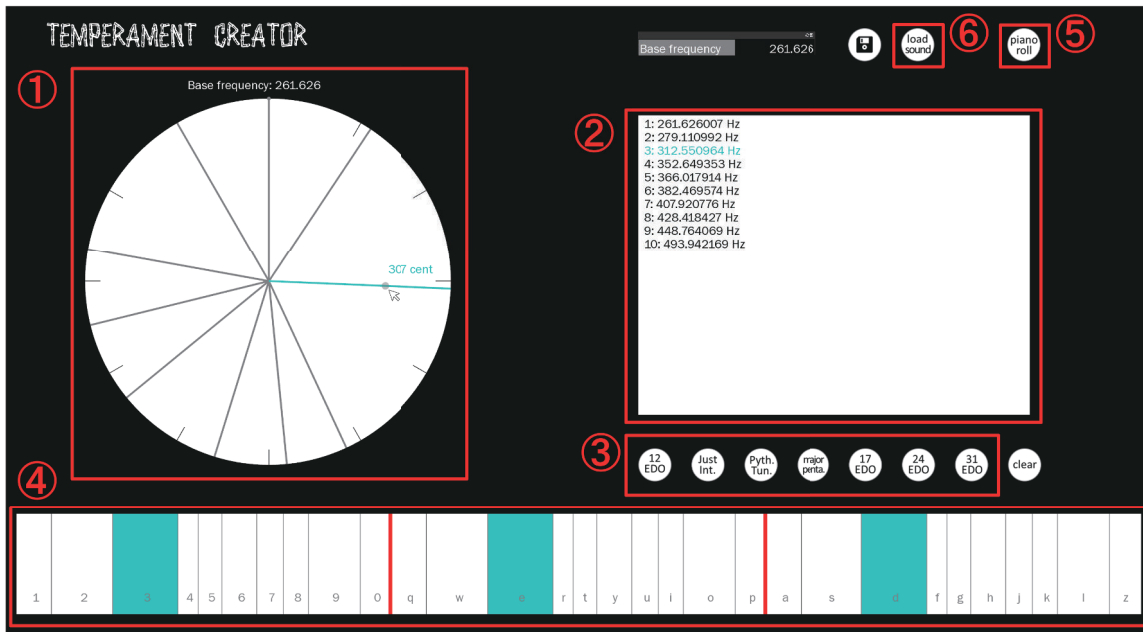 TEMPERAMENT CREATOR
Base frequency 261.626
load
sound
⑥
piano
roll
⑤
①
Base frequency: 261.626
307 cent
②
1: 261.626007 Hz
2: 279.110992 Hz
3: 312.550964 Hz
4: 352.649353 Hz
5: 366.017914 Hz
6: 382.469574 Hz
7: 407.920776 Hz
8: 428.418427 Hz
9: 448.764069 Hz
10: 493.942169 Hz
③
12
EDO
Just
Int.
Pyth.
Tun.
major
penta.
17
EDO
24
EDO
31
EDO
clear
④
1 2 3 4 5 6 7 8 9 0 q w e r t y u i o p a s d f g h j k l z